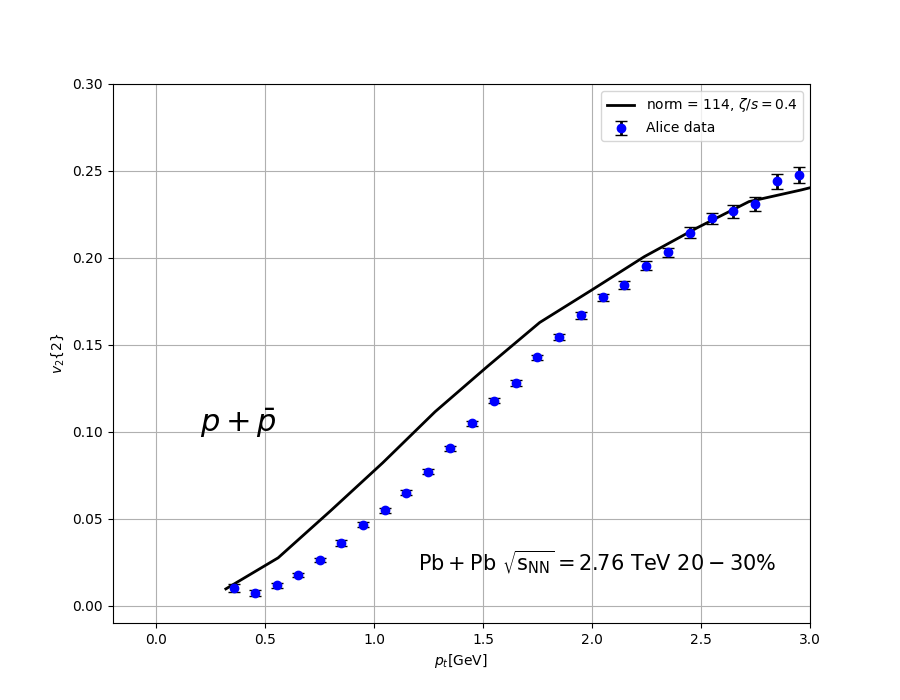 0.30
0.25
0.20
0.15
0.10
0.05
0.00
v₂{2}
norm = 114, ζ/s = 0.4
Alice data
p + p̄
Pb + Pb √s_NN = 2.76 TeV 20 − 30%
0.0 0.5 1.0 1.5 2.0 2.5 3.0
p_t[GeV]